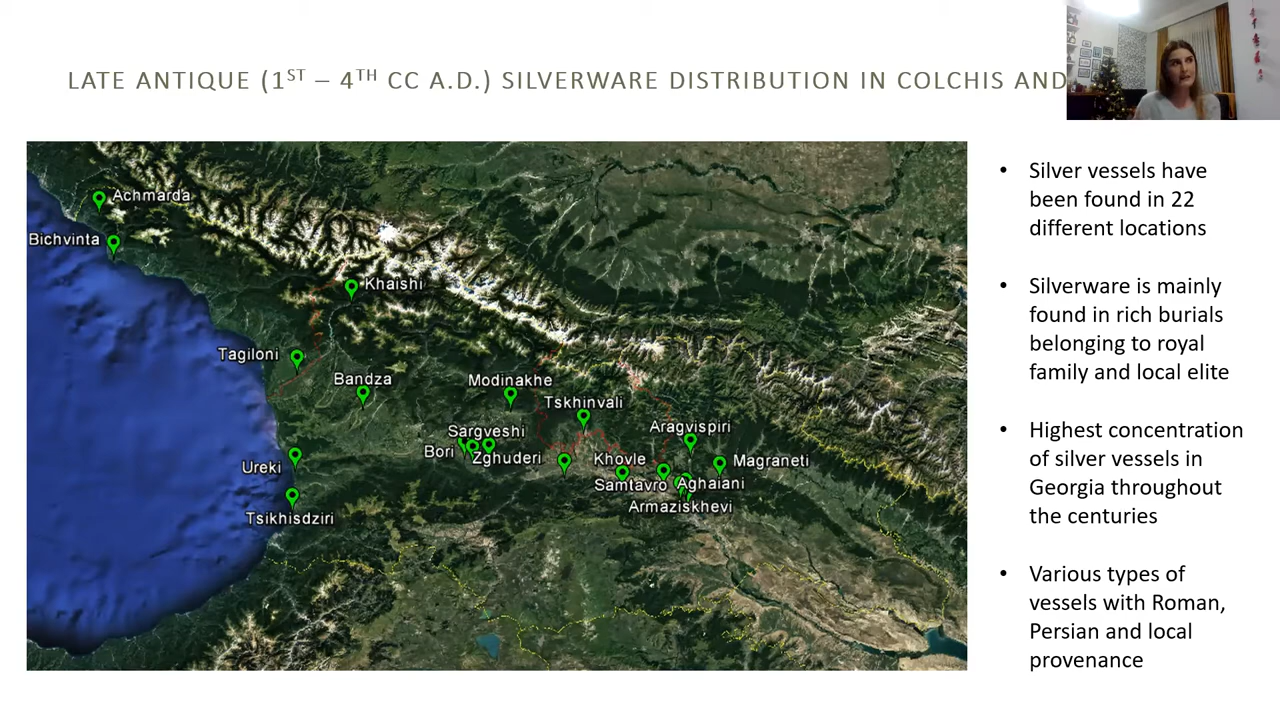 LATE ANTIQUE (1ST – 4TH CC A.D.) SILVERWARE DISTRIBUTION IN COLCHIS AND
Achmarda
Bichvinta
Khaishi
Tagiloni
Bandza
Modinakhe
Tskhinvali
Sargveshi
Aragvispiri
Bori
Zghuderi
Khovle
Magraneti
Ureki
Samtavro
Aghaiani
Armaziskhevi
Tsikhisdziri
• Silver vessels have
been found in 22
different locations
• Silverware is mainly
found in rich burials
belonging to royal
family and local elite
• Highest concentration
of silver vessels in
Georgia throughout
the centuries
• Various types of
vessels with Roman,
Persian and local
provenance